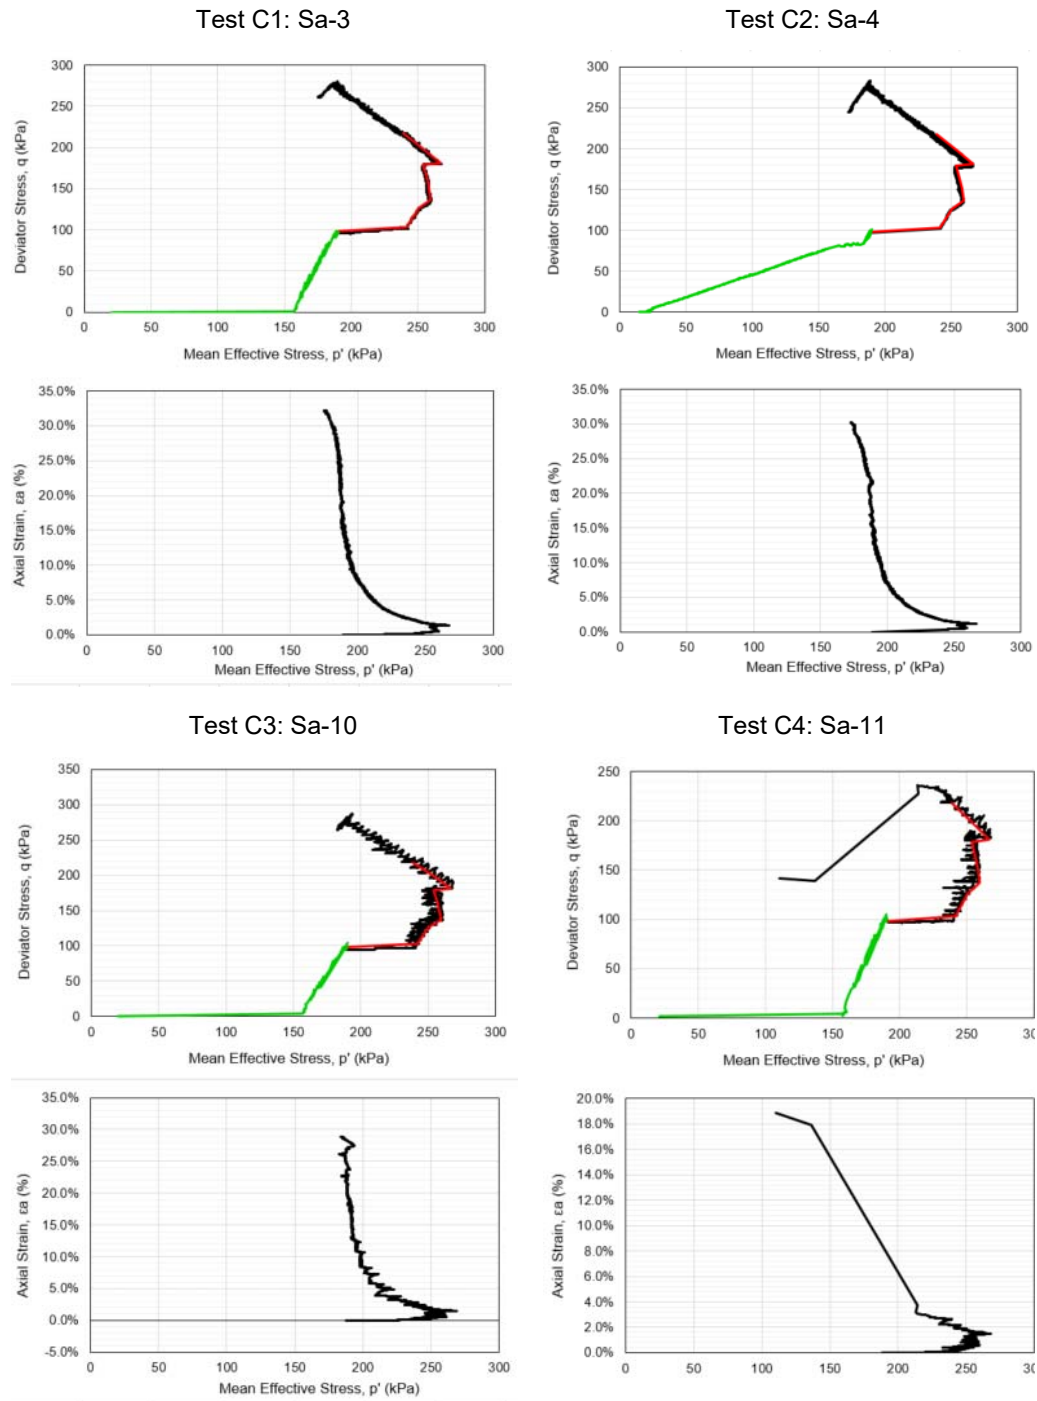 Test C1: Sa-3
Test C2: Sa-4
300
250
200
150
100
50
0
Deviator Stress, q (kPa)
0 50 100 150 200 250 300
Mean Effective Stress, p' (kPa)
300
250
200
150
100
50
0
Deviator Stress, q (kPa)
0 50 100 150 200 250 300
Mean Effective Stress, p' (kPa)
35.0%
30.0%
25.0%
20.0%
15.0%
10.0%
5.0%
0.0%
Axial Strain, εa (%)
0 50 100 150 200 250 300
Mean Effective Stress, p' (kPa)
35.0%
30.0%
25.0%
20.0%
15.0%
10.0%
5.0%
0.0%
Axial Strain, εa (%)
0 50 100 150 200 250 300
Mean Effective Stress, p' (kPa)
Test C3: Sa-10
Test C4: Sa-11
350
300
250
200
150
100
50
0
Deviator Stress, q (kPa)
0 50 100 150 200 250 300
Mean Effective Stress, p' (kPa)
250
200
150
100
50
0
Deviator Stress, q (kPa)
0 50 100 150 200 250
Mean Effective Stress, p' (kPa)
35.0%
30.0%
25.0%
20.0%
15.0%
10.0%
5.0%
0.0%
-5.0%
Axial Strain, εa (%)
0 50 100 150 200 250 300
Mean Effective Stress, p' (kPa)
20.0%
18.0%
16.0%
14.0%
12.0%
10.0%
8.0%
6.0%
4.0%
2.0%
0.0%
Axial Strain, εa (%)
0 50 100 150 200 250
Mean Effective Stress, p' (kPa)